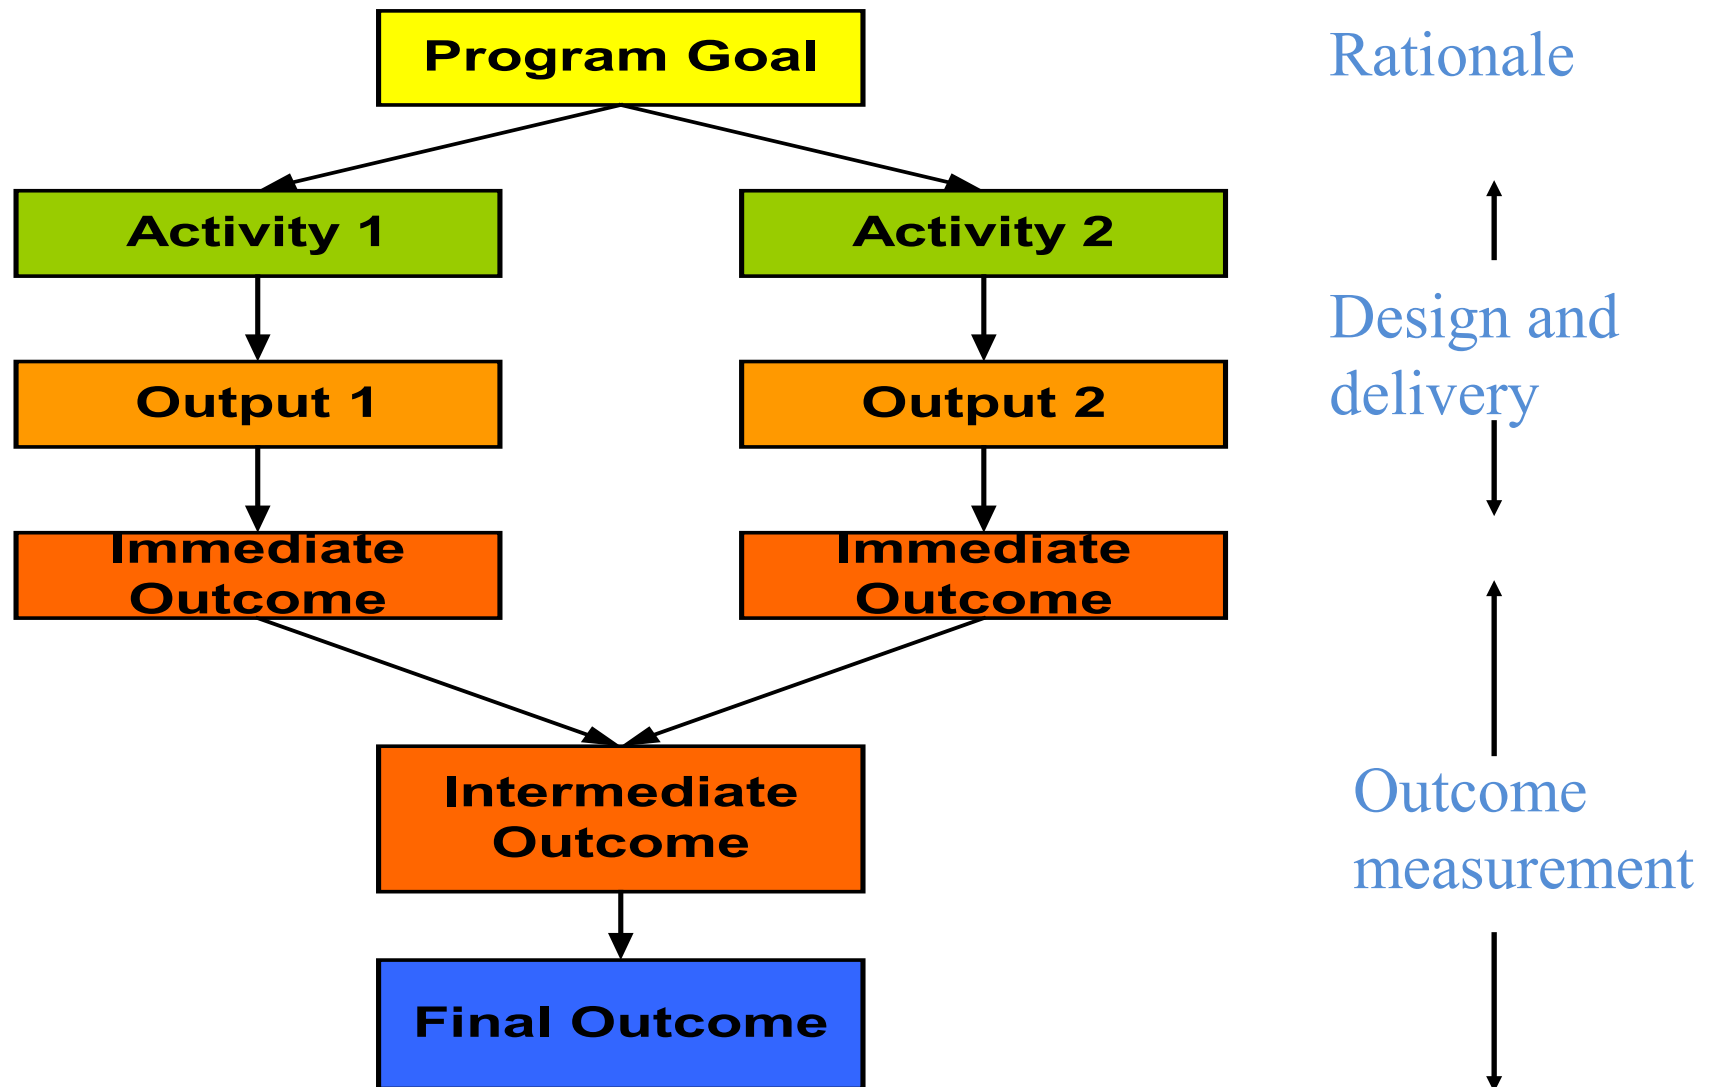 Program Goal
Rationale
Activity 1
Activity 2
Output 1
Output 2
Design and
delivery
Immediate
Outcome
Immediate
Outcome
Intermediate
Outcome
Outcome
measurement
Final Outcome